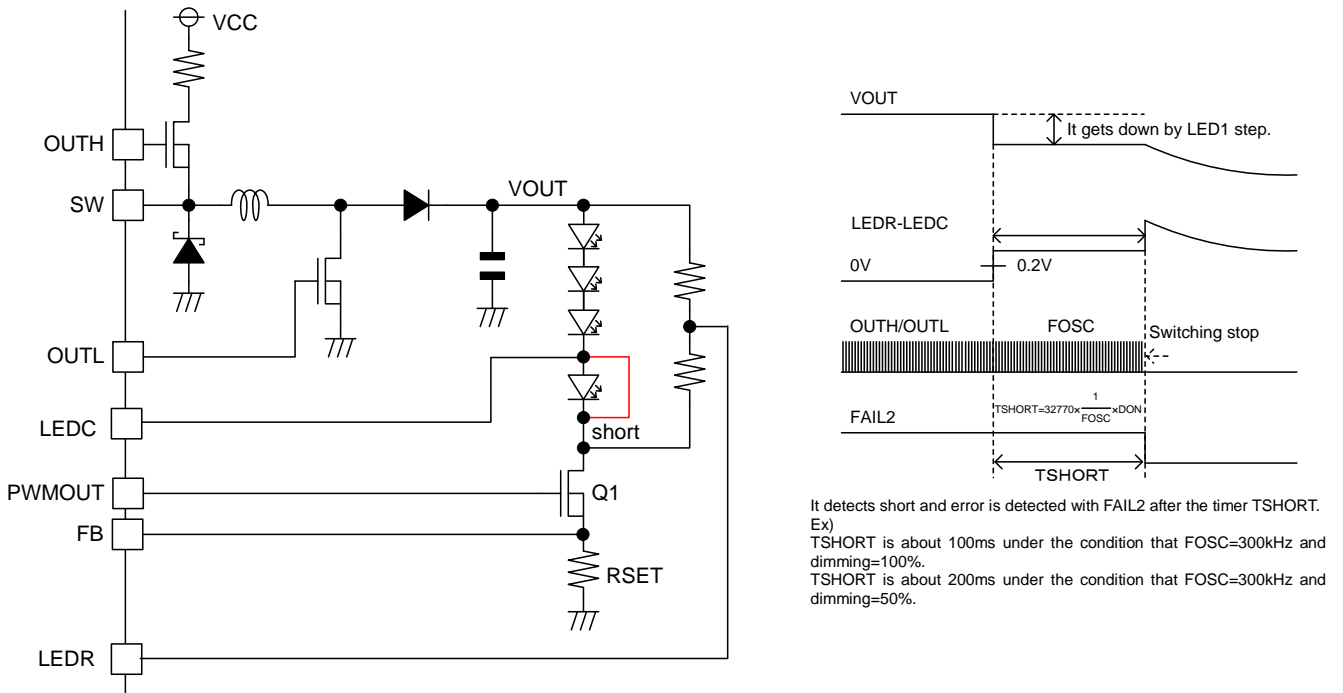 VCC
OUTH
SW
VOUT
OUTL
LEDC
short
PWMOUT
Q1
FB
RSET
LEDR
VOUT
It gets down by LED1 step.
LEDR-LEDC
0V
0.2V
OUTH/OUTL
FOSC
Switching stop
FAIL2
TSHORT=32770×1/FOSC×DON
TSHORT
It detects short and error is detected with FAIL2 after the timer TSHORT.
Ex)
TSHORT is about 100ms under the condition that FOSC=300kHz and
dimming=100%.
TSHORT is about 200ms under the condition that FOSC=300kHz and
dimming=50%.